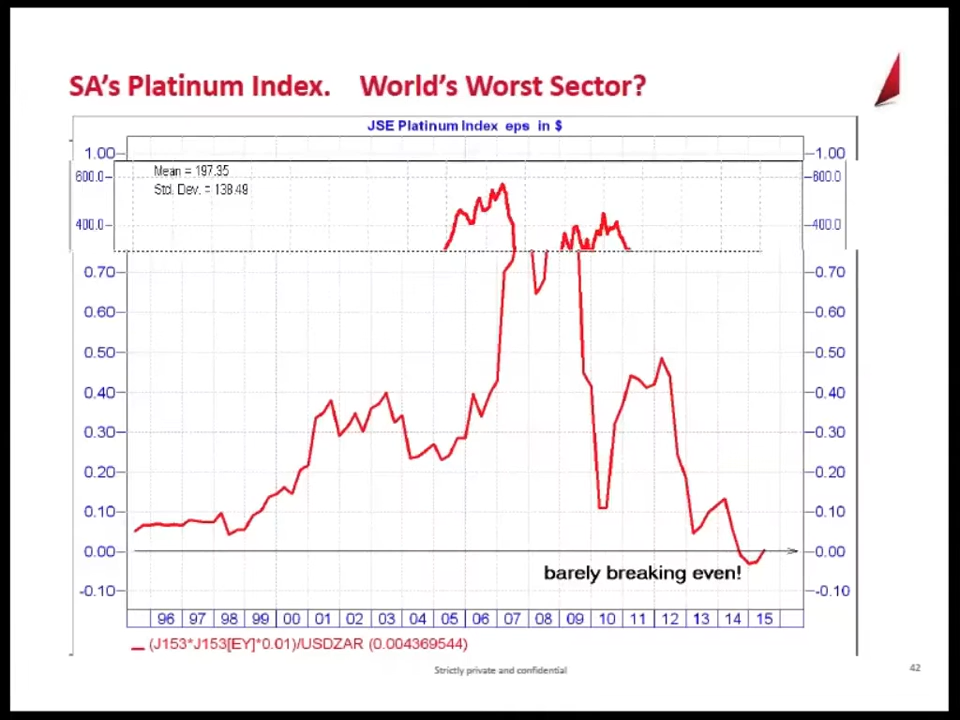 SA's Platinum Index. World's Worst Sector?
JSE Platinum Index eps in $
1.00 1.00
600.0 600.0
Mean = 197.35
Std. Dev. = 138.49
400.0 400.0
0.70 0.70
0.60 0.60
0.50 0.50
0.40 0.40
0.30 0.30
0.20 0.20
0.10 0.10
0.00 0.00
barely breaking even!
-0.10 -0.10
96 97 98 99 00 01 02 03 04 05 06 07 08 09 10 11 12 13 14 15
(J153*J153[EY]*0.01)/USDZAR (0.004369544)
Strictly private and confidential
42